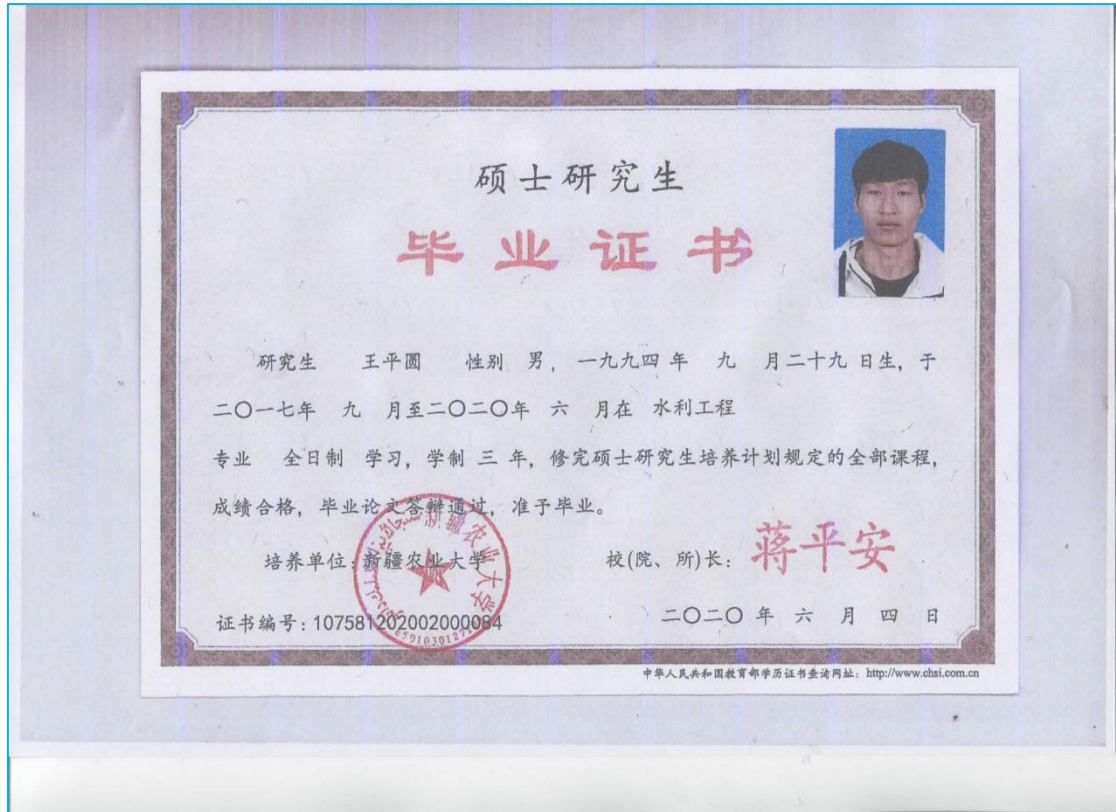 硕士研究生
毕业证书
研究生 王平圆 性别 男, 一九九四 年 九 月二十九 日生, 于
二〇一七年 九 月至二〇二〇年 六 月在 水利工程
专业 全日制 学习, 学制 三 年, 修完硕士研究生培养计划规定的全部课程,
成绩合格, 毕业论文答辩通过, 准予毕业。
培养单位: 新疆农业大学
校(院、所)长: 蒋平安
新疆农业大学
证书编号: 107581202002000084
二〇二〇 年 六 月 四 日
中华人民共和国教育部学历证书查询网址: http://www.chsi.com.cn